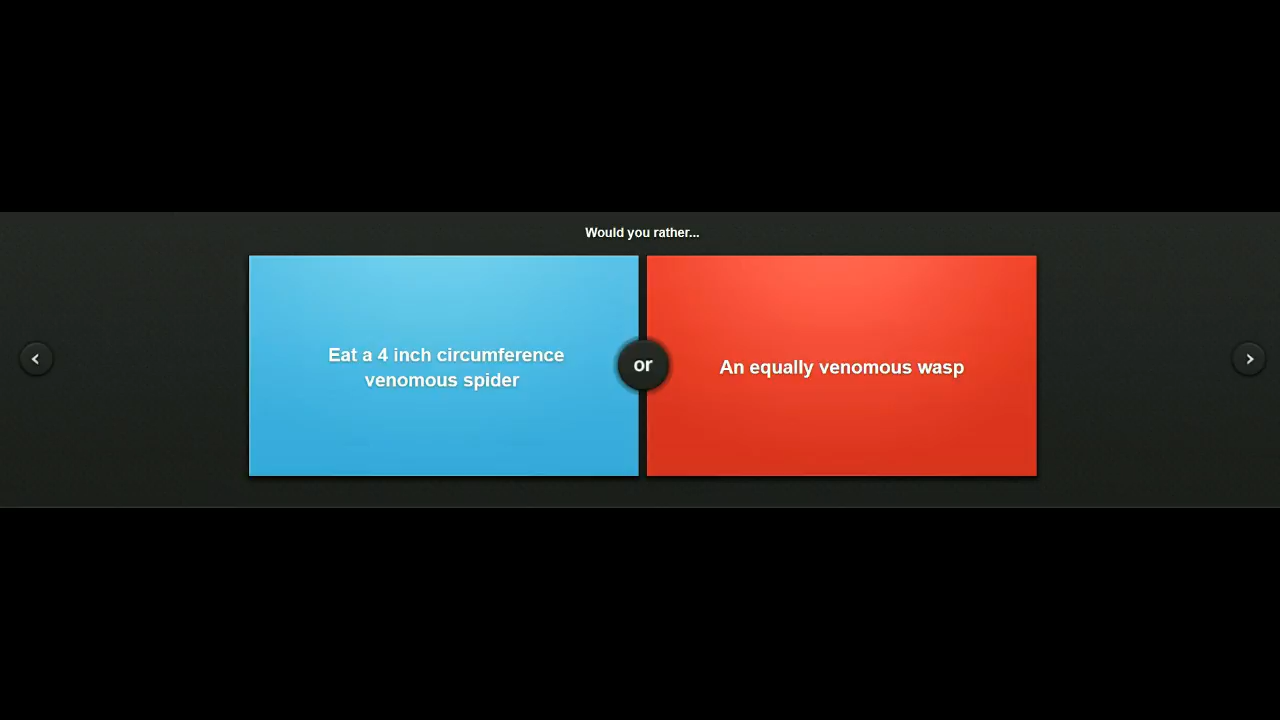 Would you rather...
Eat a 4 inch circumference
venomous spider
or
An equally venomous wasp